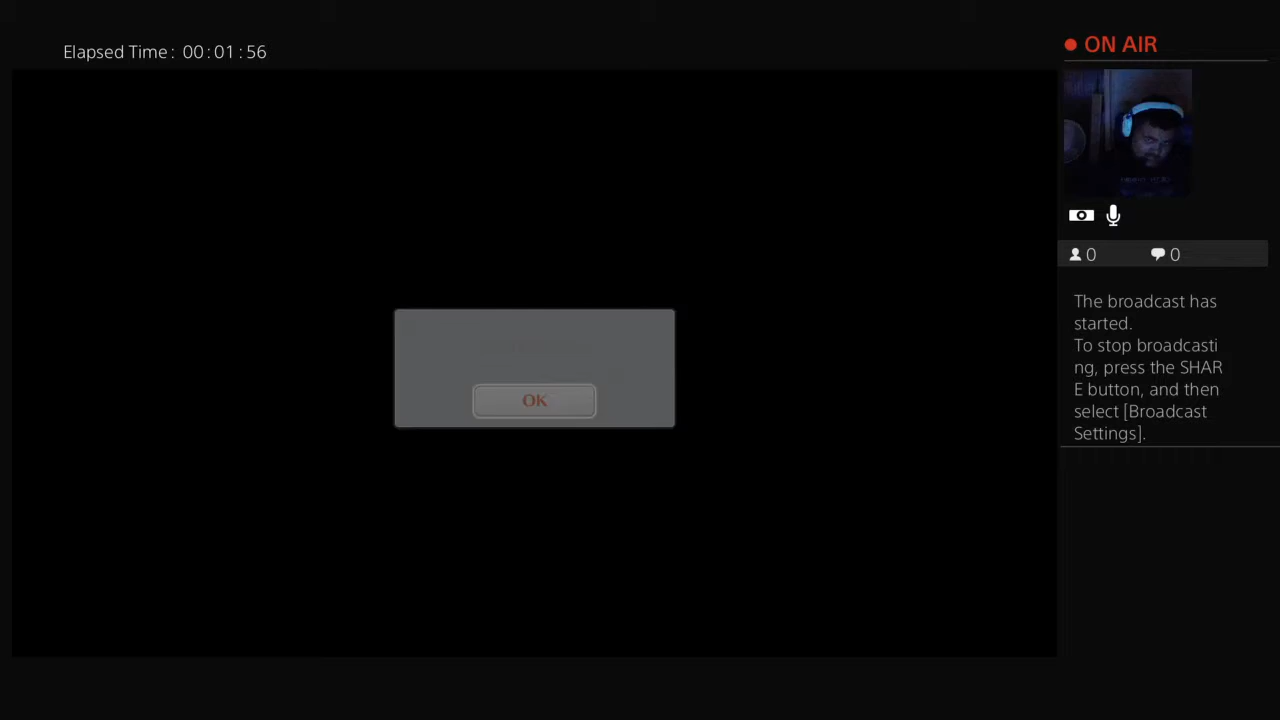 Elapsed Time: 00:01:56
ON AIR
0 0
The broadcast has
started.
To stop broadcasti
ng, press the SHAR
E button, and then
select [Broadcast
Settings].
OK